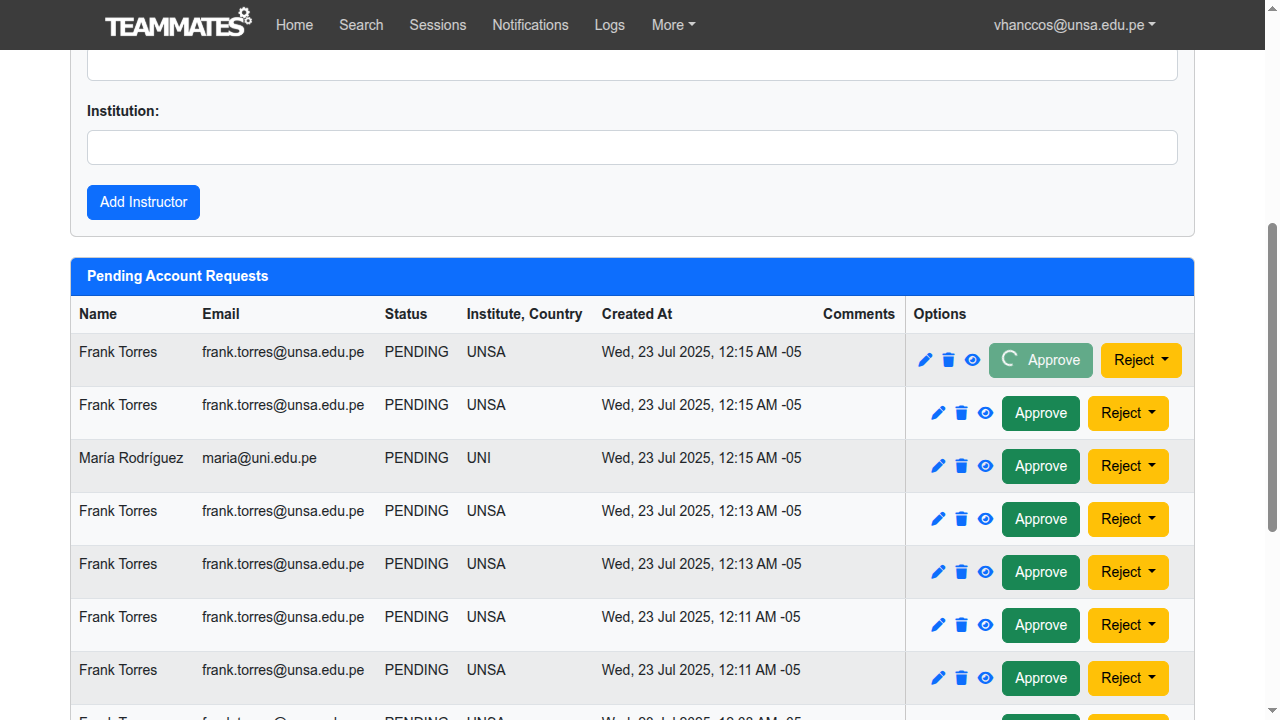 TEAMMATES Home Search Sessions Notifications Logs More vhanccos@unsa.edu.pe
Institution:
Add Instructor
Pending Account Requests
Name Email Status Institute, Country Created At Comments Options
Frank Torres frank.torres@unsa.edu.pe PENDING UNSA Wed, 23 Jul 2025, 12:15 AM -05 Approve Reject
Frank Torres frank.torres@unsa.edu.pe PENDING UNSA Wed, 23 Jul 2025, 12:15 AM -05 Approve Reject
María Rodríguez maria@uni.edu.pe PENDING UNI Wed, 23 Jul 2025, 12:15 AM -05 Approve Reject
Frank Torres frank.torres@unsa.edu.pe PENDING UNSA Wed, 23 Jul 2025, 12:13 AM -05 Approve Reject
Frank Torres frank.torres@unsa.edu.pe PENDING UNSA Wed, 23 Jul 2025, 12:13 AM -05 Approve Reject
Frank Torres frank.torres@unsa.edu.pe PENDING UNSA Wed, 23 Jul 2025, 12:11 AM -05 Approve Reject
Frank Torres frank.torres@unsa.edu.pe PENDING UNSA Wed, 23 Jul 2025, 12:11 AM -05 Approve Reject